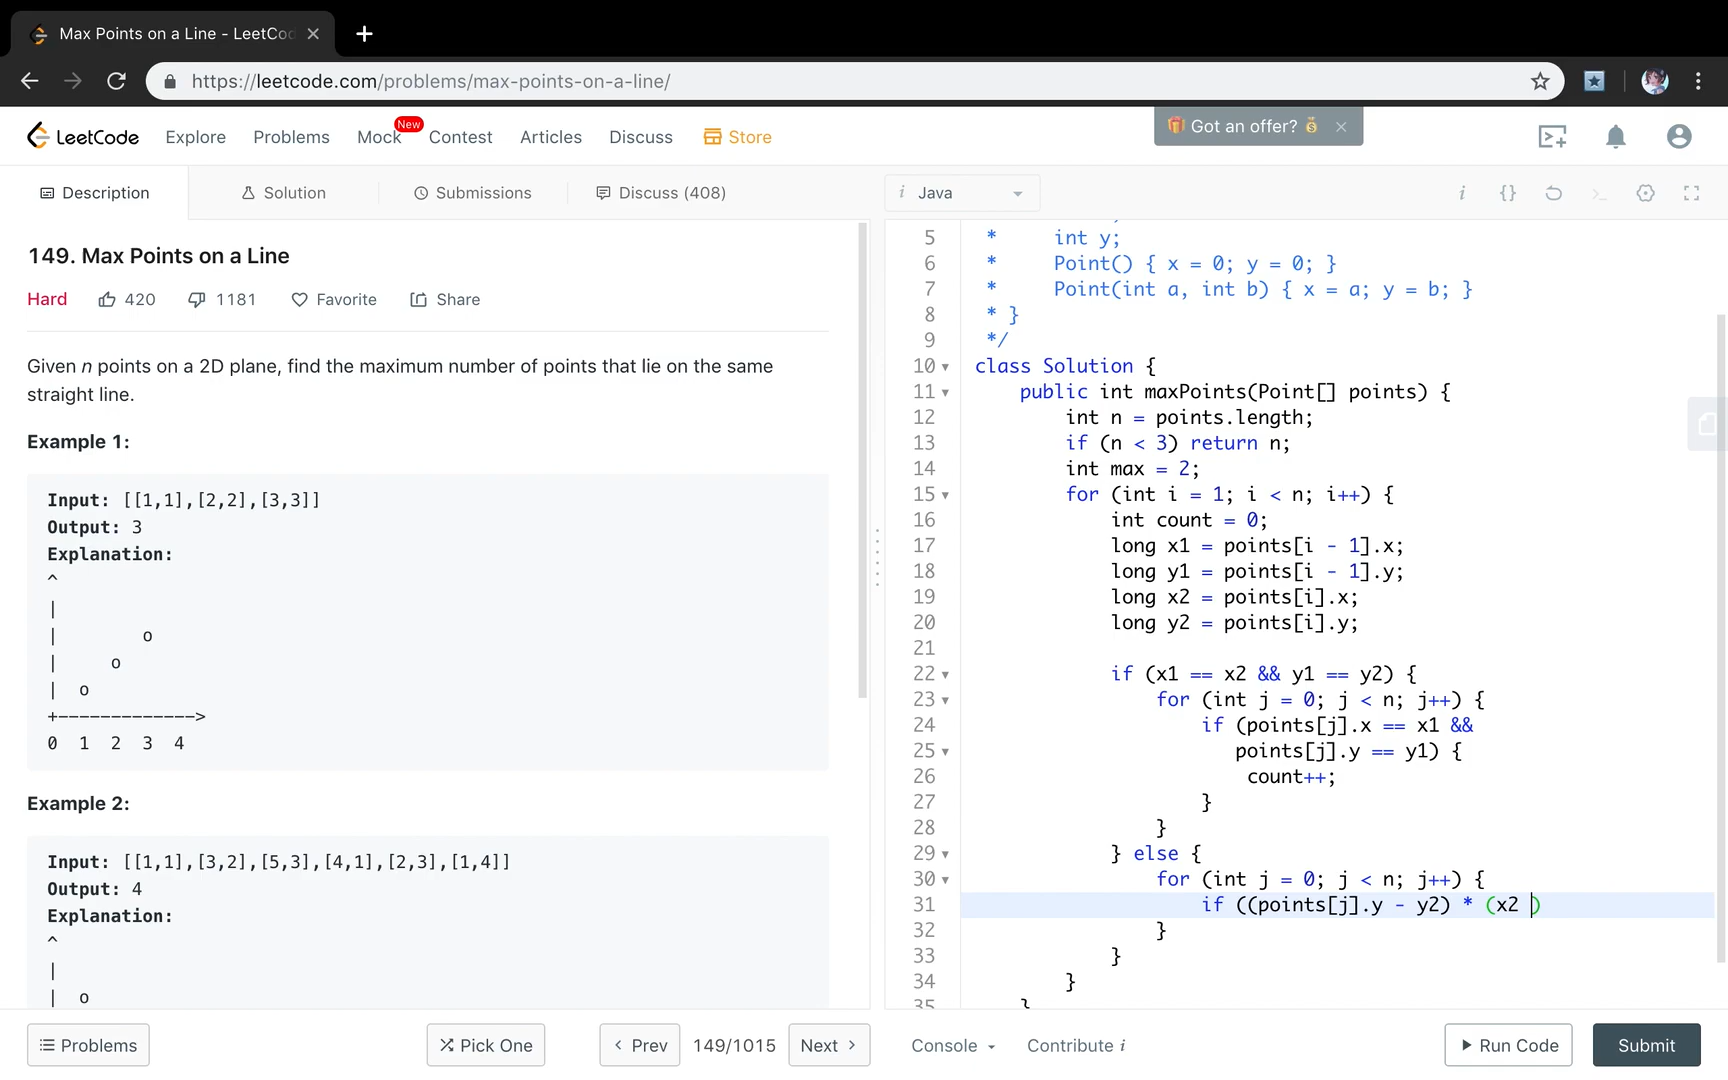 Max Points on a Line - LeetCo
https://leetcode.com/problems/max-points-on-a-line/
LeetCode
Explore
Problems
Mock
New
Contest
Articles
Discuss
Store
Got an offer?
Description
Solution
Submissions
Discuss (408)
i Java
149. Max Points on a Line
Hard 420 1181 Favorite Share
Given n points on a 2D plane, find the maximum number of points that lie on the same
straight line.
Example 1:
Input: [[1,1],[2,2],[3,3]]
Output: 3
Explanation:
^
|
| o
| o
| o
+------------->
0 1 2 3 4
Example 2:
Input: [[1,1],[3,2],[5,3],[4,1],[2,3],[1,4]]
Output: 4
Explanation:
^
|
| o
5 * int y;
6 * Point() { x = 0; y = 0; }
7 * Point(int a, int b) { x = a; y = b; }
8 * }
9 */
10 class Solution {
11 public int maxPoints(Point[] points) {
12 int n = points.length;
13 if (n < 3) return n;
14 int max = 2;
15 for (int i = 1; i < n; i++) {
16 int count = 0;
17 long x1 = points[i - 1].x;
18 long y1 = points[i - 1].y;
19 long x2 = points[i].x;
20 long y2 = points[i].y;
21
22 if (x1 == x2 && y1 == y2) {
23 for (int j = 0; j < n; j++) {
24 if (points[j].x == x1 &&
25 points[j].y == y1) {
26 count++;
27 }
28 }
29 } else {
30 for (int j = 0; j < n; j++) {
31 if ((points[j].y - y2) * (x2 )
32 }
33 }
34 }
35 }
Problems
Pick One
Prev
149/1015
Next
Console
Contribute i
Run Code
Submit